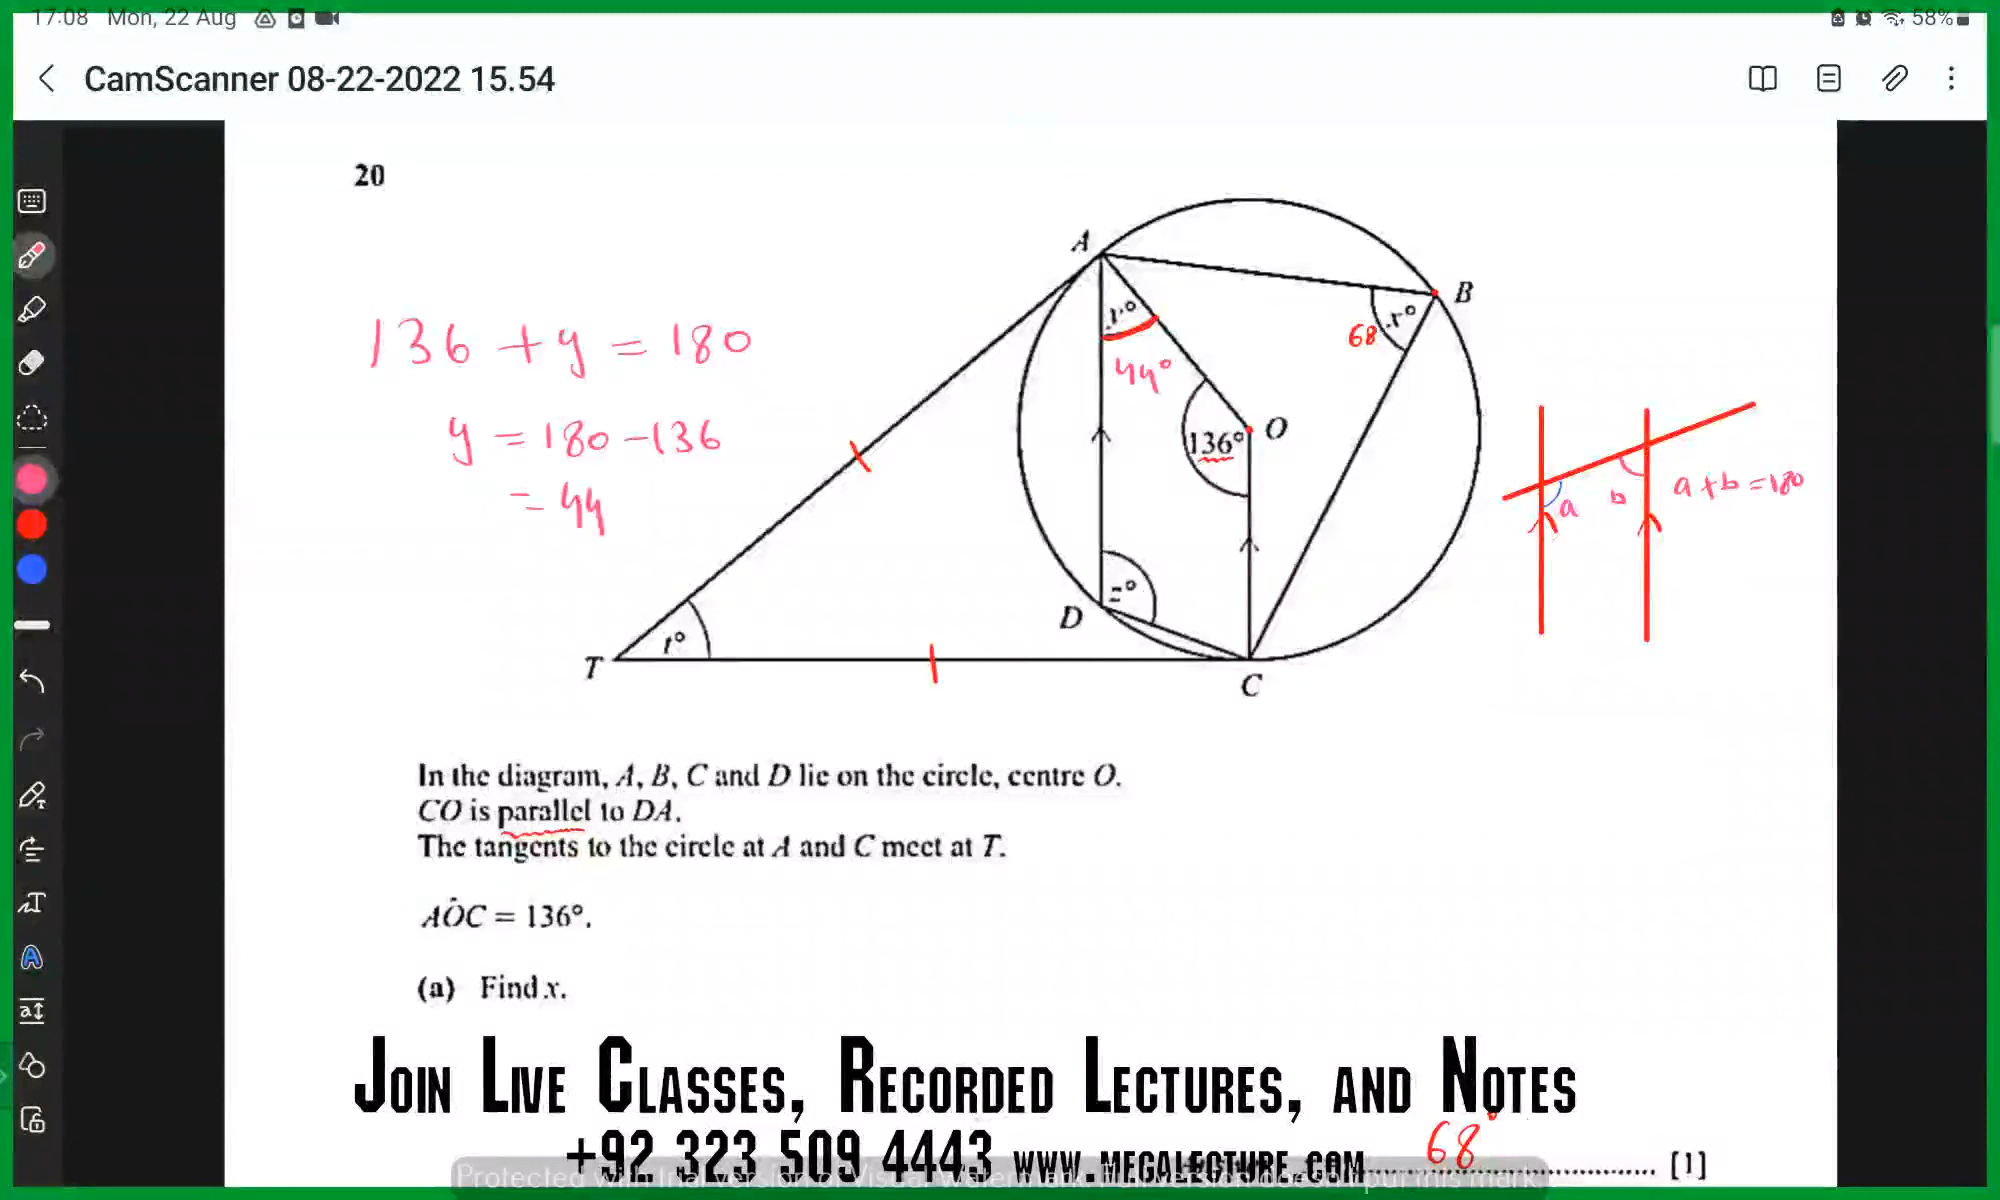 17:08 Mon, 22 Aug
58%
CamScanner 08-22-2022 15.54
20
A
B
136 + y = 180
y°
68
x°
44°
y = 180 - 136
136°
O
= 44
a
b
a + b = 180
z°
D
t°
T
C
In the diagram, A, B, C and D lie on the circle, centre O.
CO is parallel to DA.
The tangents to the circle at A and C meet at T.
AÔC = 136°.
(a) Find x.
JOIN LIVE CLASSES, RECORDED LECTURES, AND NOTES
+92 323 509 4443 WWW.MEGALECTURE.COM
68° [1]
Protected with